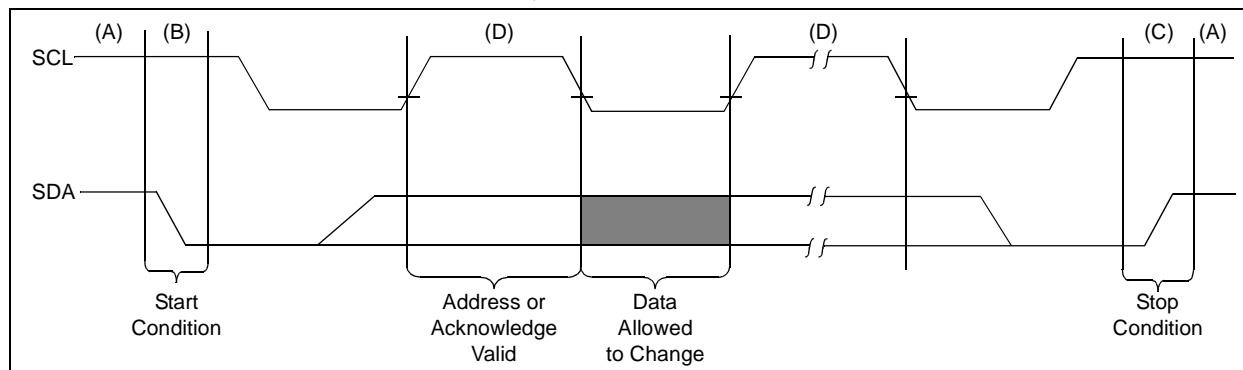 (A) (B) (D) (D) (C) (A)
SCL
SDA
Start
Condition
Address or
Acknowledge
Valid
Data
Allowed
to Change
Stop
Condition